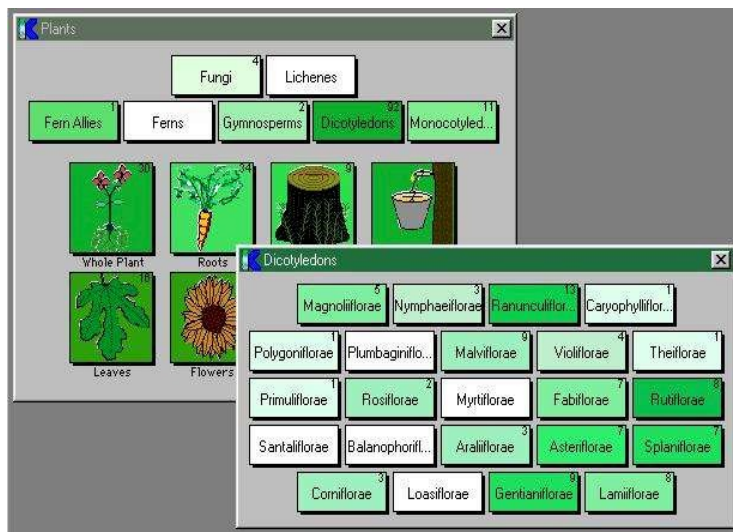 Plants
4
Fungi Lichenes
1 2 92 11
Fern Allies Ferns Gymnosperms Dicotyledons Monocotyled...
30 34 9
Whole Plant Roots
16
Leaves Flowers
Dicotyledons
5 3 13 1
Magnoliiflorae Nymphaeiflorae Ranunculiflor... Caryophylliflor...
1 9 4 1
Polygoniflorae Plumbaginiflo... Malviflorae Violiflorae Theiflorae
1 2 7 8
Primuliflorae Rosiflorae Myrtiflorae Fabiflorae Rutiflorae
3 7 7
Santaliflorae Balanophorifl... Araliiflorae Asteriflorae Splaniflorae
3 9 8
Corniflorae Loasiflorae Gentianiflorae Lamiiflorae